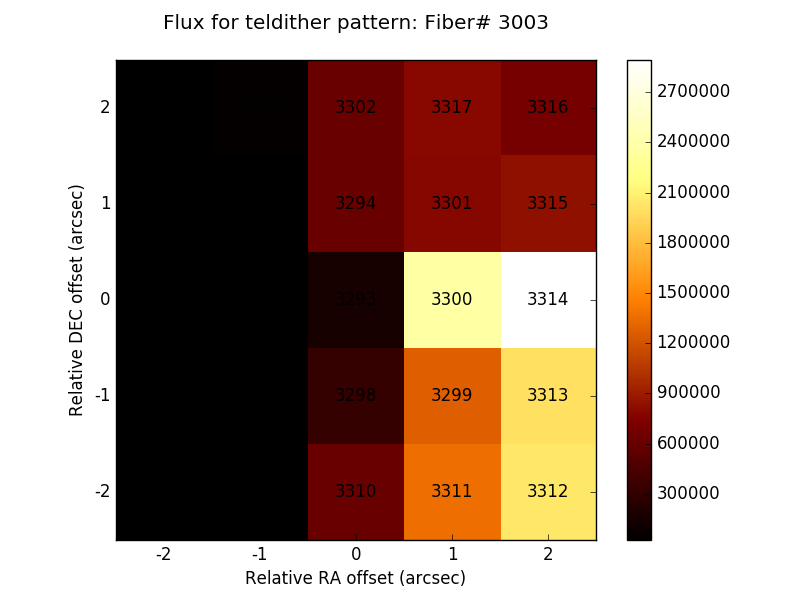 Flux for teldither pattern: Fiber# 3003
2
1
0
-1
-2
Relative DEC offset (arcsec)
3302 3317 3316
3294 3301 3315
3293 3300 3314
3298 3299 3313
3310 3311 3312
-2 -1 0 1 2
Relative RA offset (arcsec)
2700000
2400000
2100000
1800000
1500000
1200000
900000
600000
300000